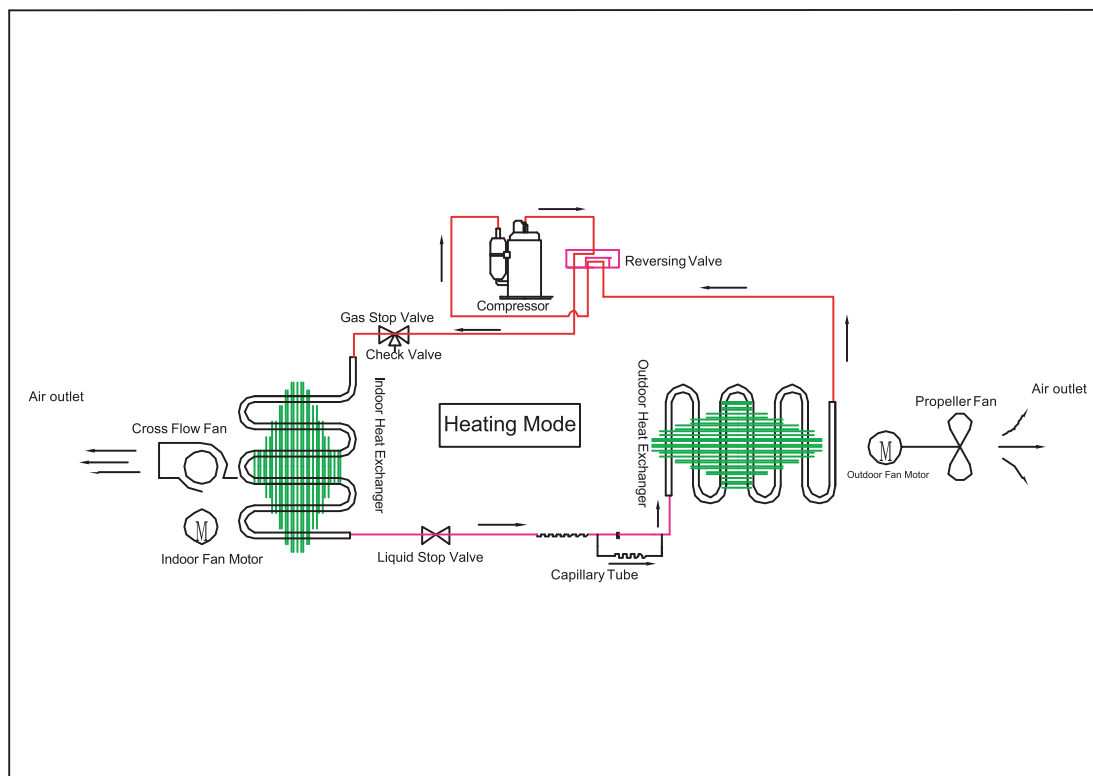 Reversing Valve
Compressor
Gas Stop Valve
Check Valve
Air outlet
Cross Flow Fan
Indoor Heat Exchanger
Heating Mode
Outdoor Heat Exchanger
Propeller Fan
Air outlet
M
Outdoor Fan Motor
M
Indoor Fan Motor
Liquid Stop Valve
Capillary Tube